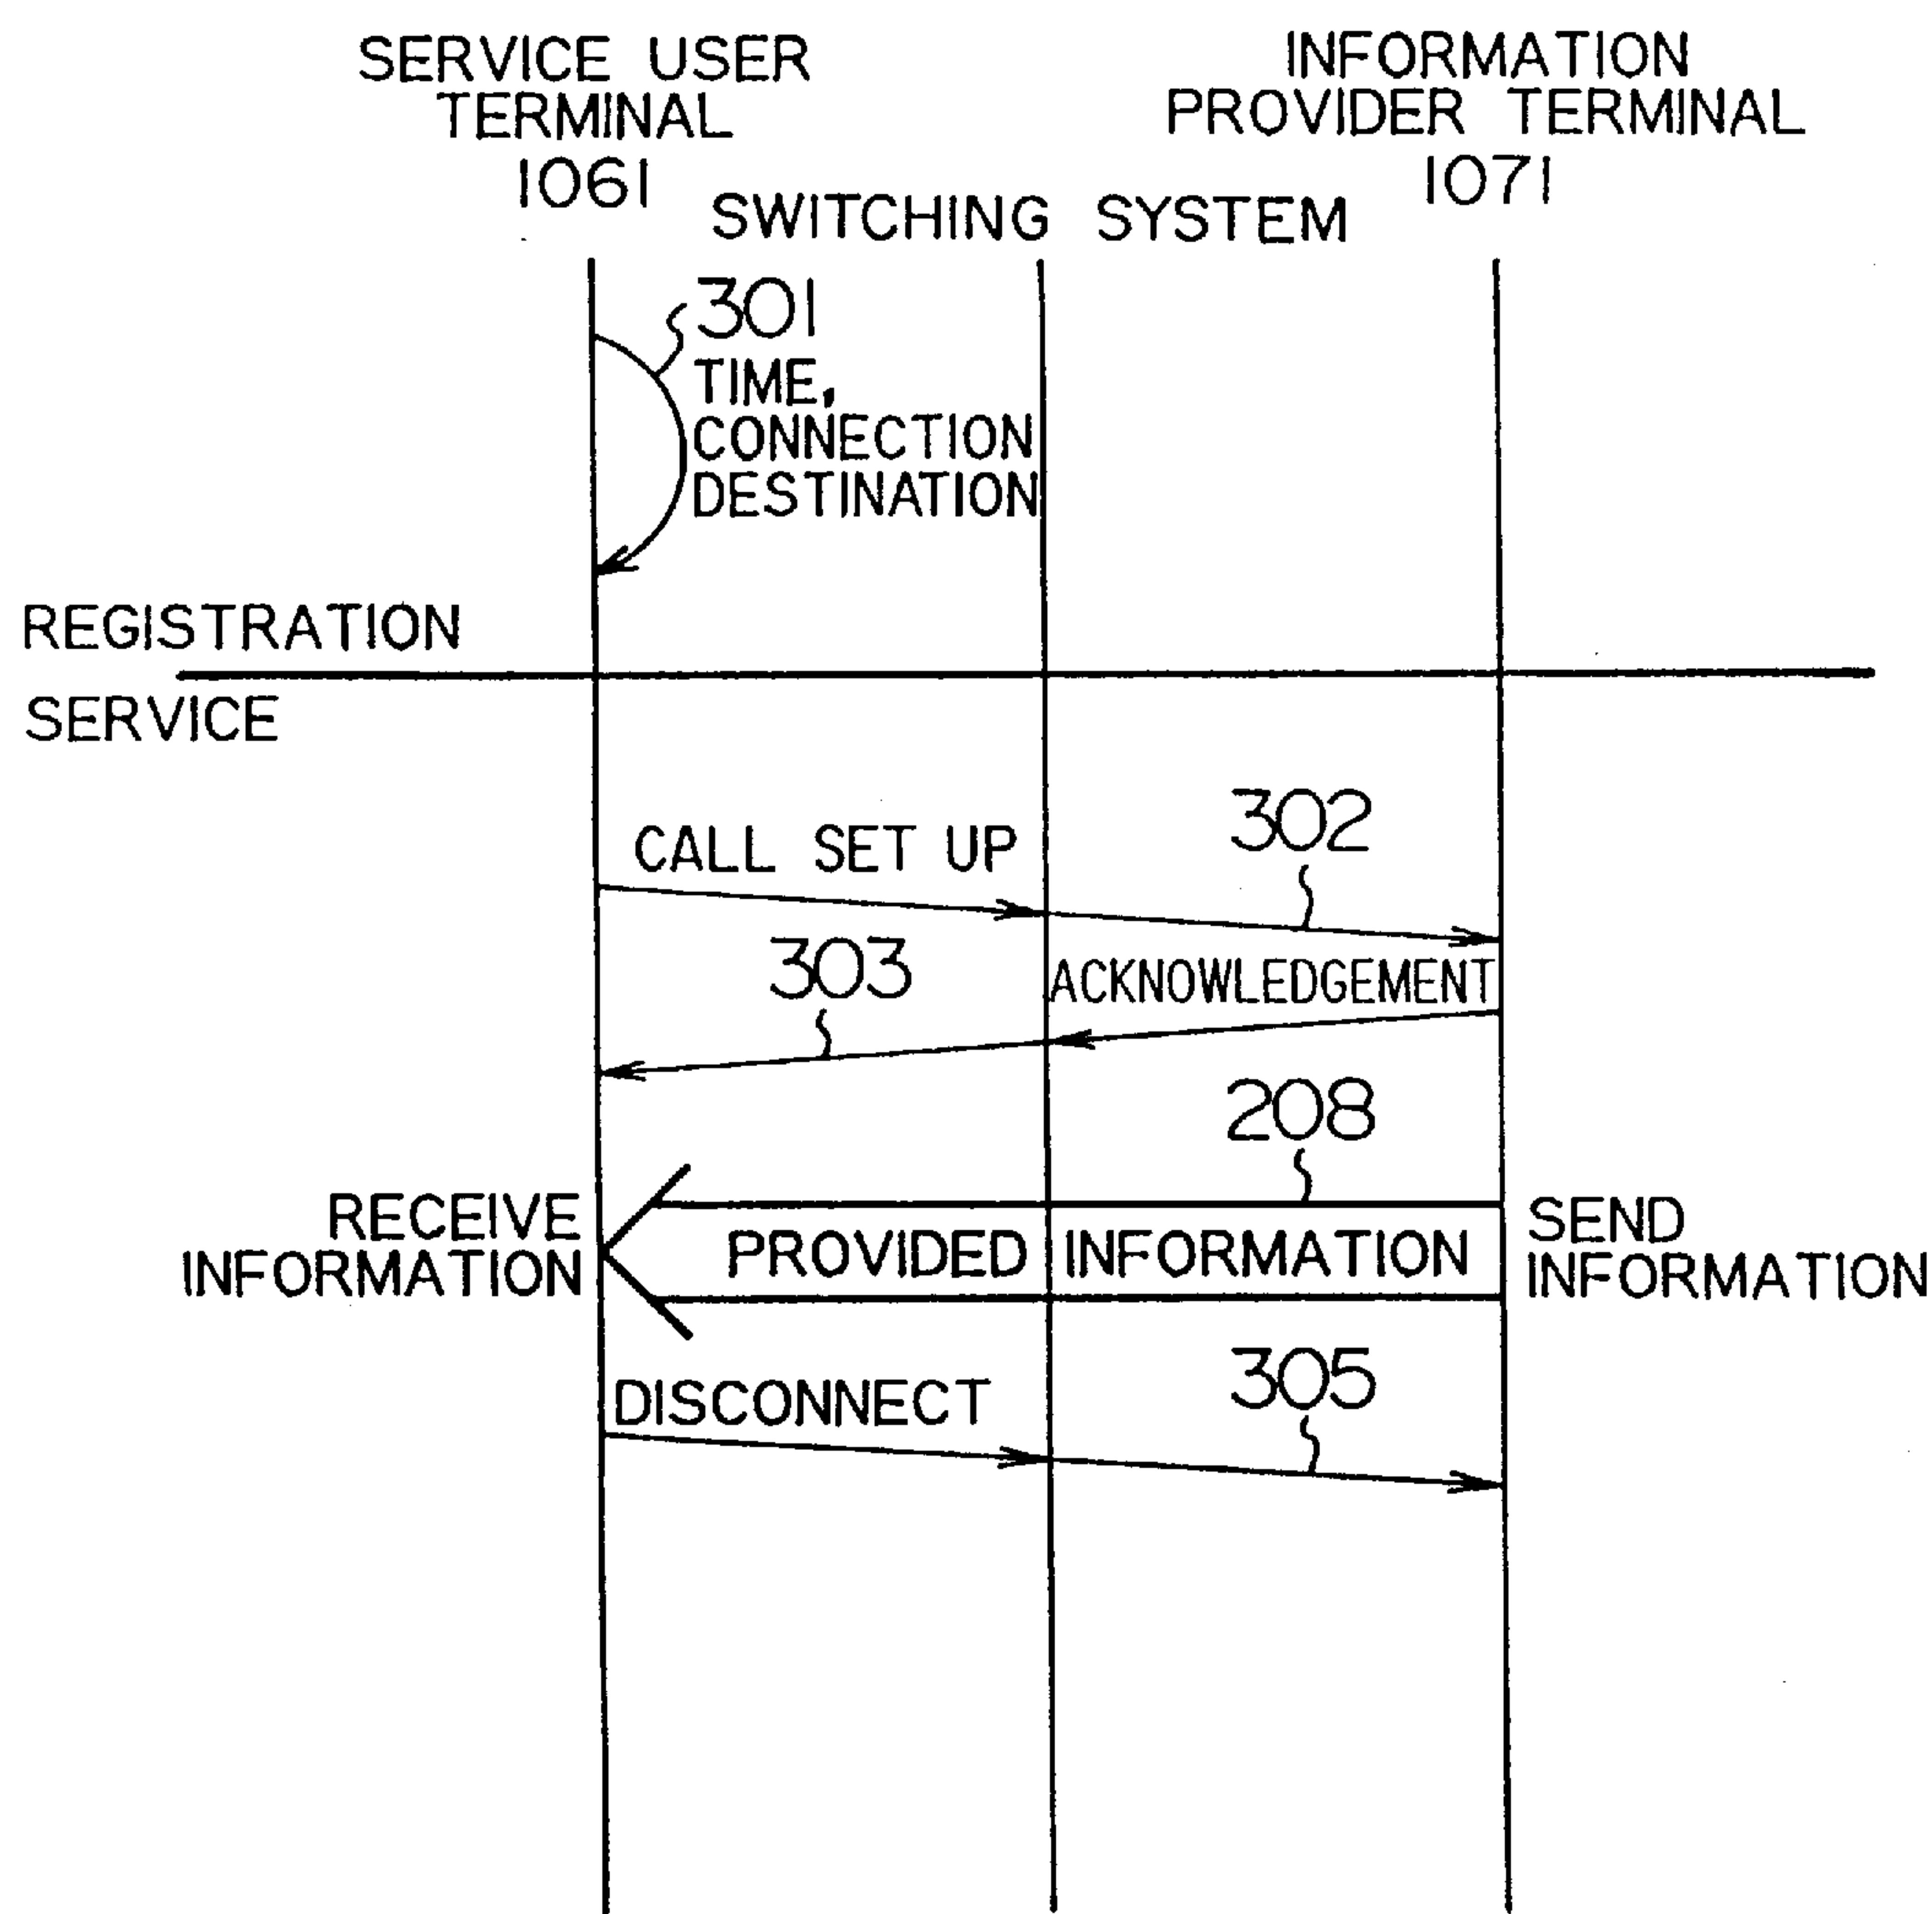 SERVICE USER
TERMINAL
1061
INFORMATION
PROVIDER TERMINAL
1071
SWITCHING SYSTEM
301
TIME,
CONNECTION
DESTINATION
REGISTRATION
SERVICE
CALL SET UP
302
303
ACKNOWLEDGEMENT
208
RECEIVE
INFORMATION
PROVIDED INFORMATION
SEND
INFORMATION
DISCONNECT
305